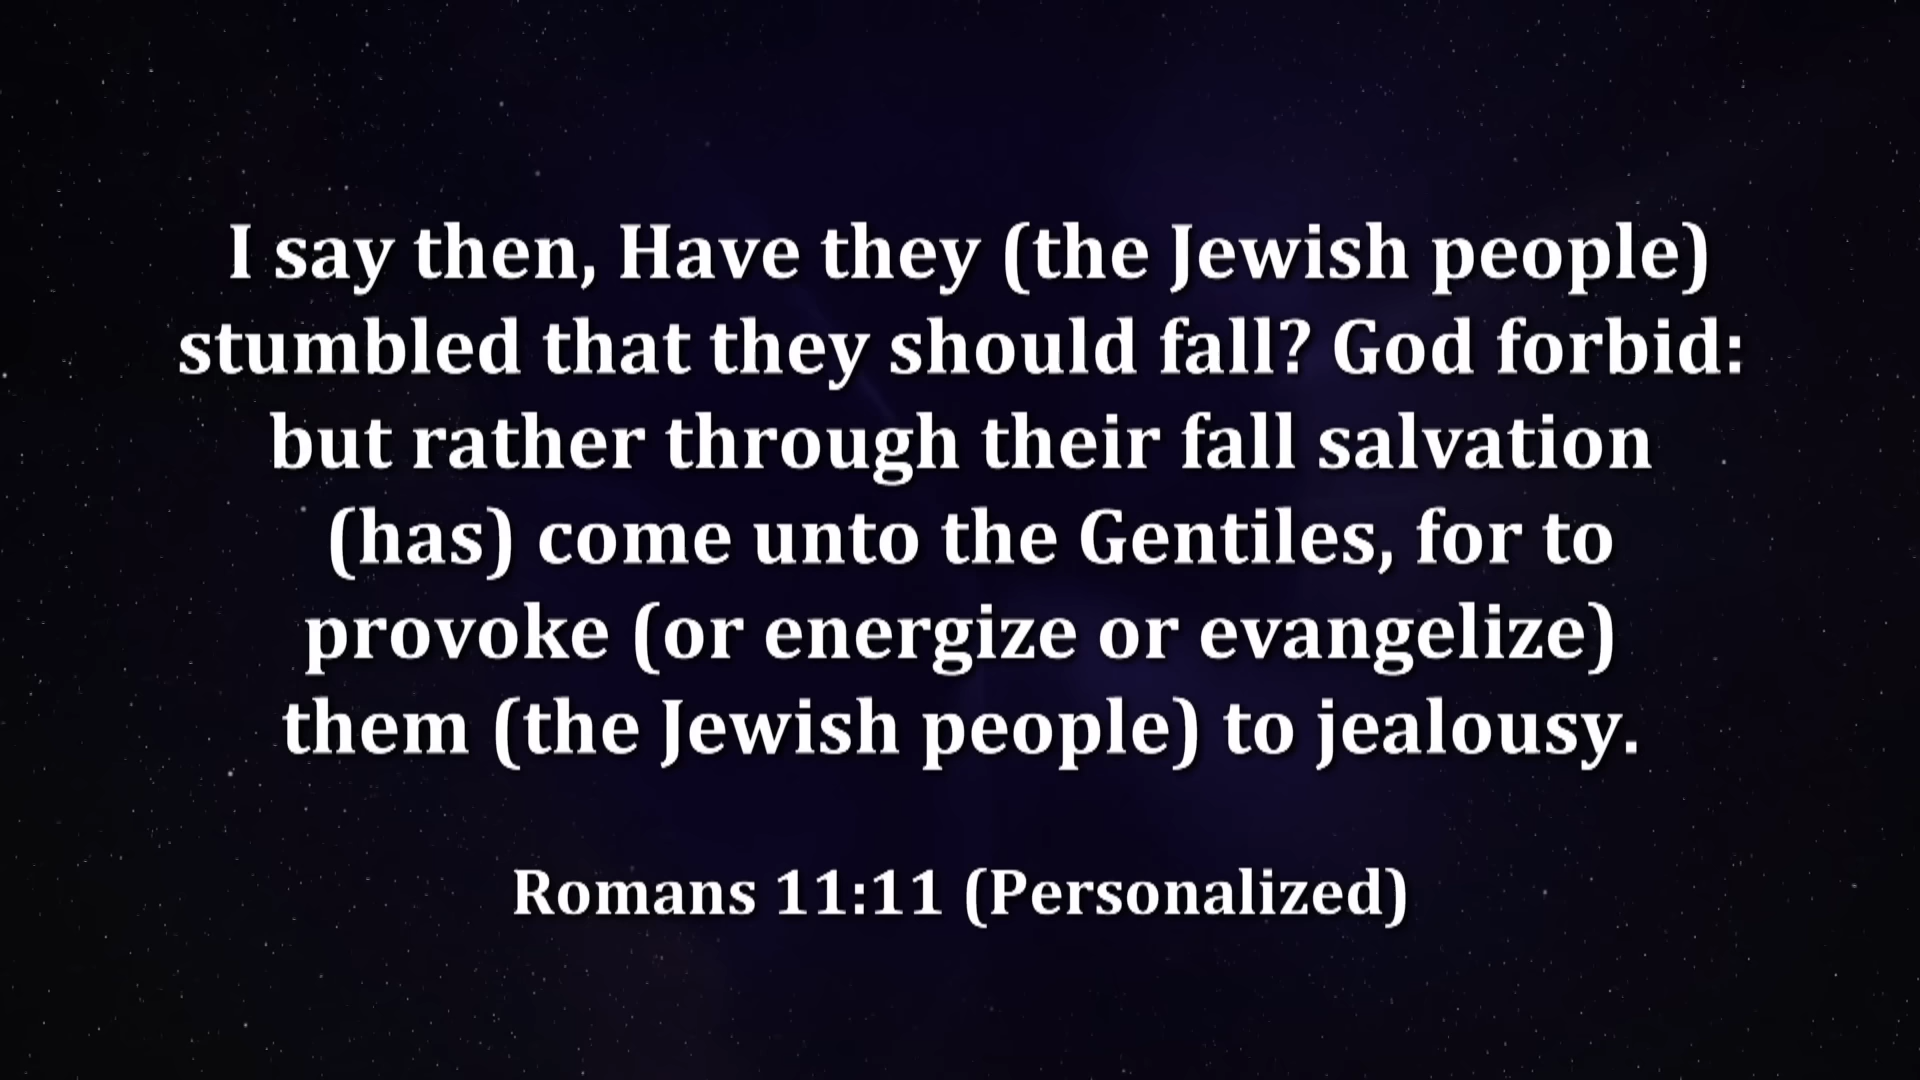 I say then, Have they (the Jewish people)
stumbled that they should fall? God forbid:
but rather through their fall salvation
(has) come unto the Gentiles, for to
provoke (or energize or evangelize)
them (the Jewish people) to jealousy.
Romans 11:11 (Personalized)